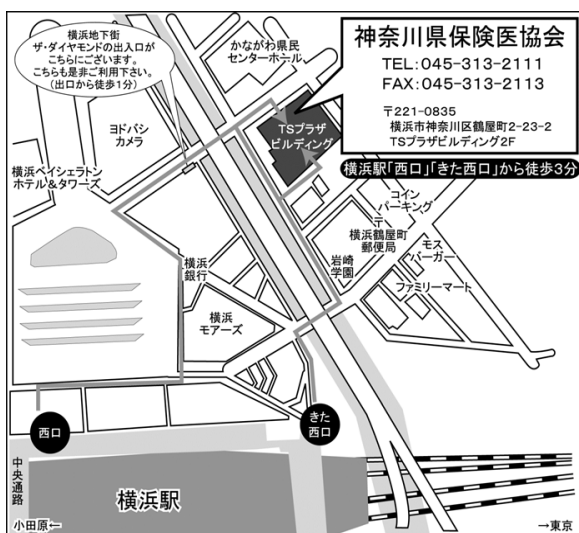 横浜地下街
ザ・ダイヤモンドの出入口が
こちらにございます。
こちらも是非ご利用下さい。
(出口から徒歩1分)
かながわ県民
センターホール
神奈川県保険医協会
TEL:045-313-2111
FAX:045-313-2113
〒221-0835
横浜市神奈川区鶴屋町2-23-2
TSプラザビルディング2F
横浜駅「西口」「きた西口」から徒歩3分
ヨドバシ
カメラ
TSプラザ
ビルディング
横浜ベイシェラトン
ホテル&タワーズ
コイン
パーキング
〒
横浜鶴屋町
郵便局
岩崎
学園
モス
バーガー
ファミリーマート
横浜
銀行
横浜
モアーズ
西口
きた
西口
中央通路
横浜駅
小田原←
→東京